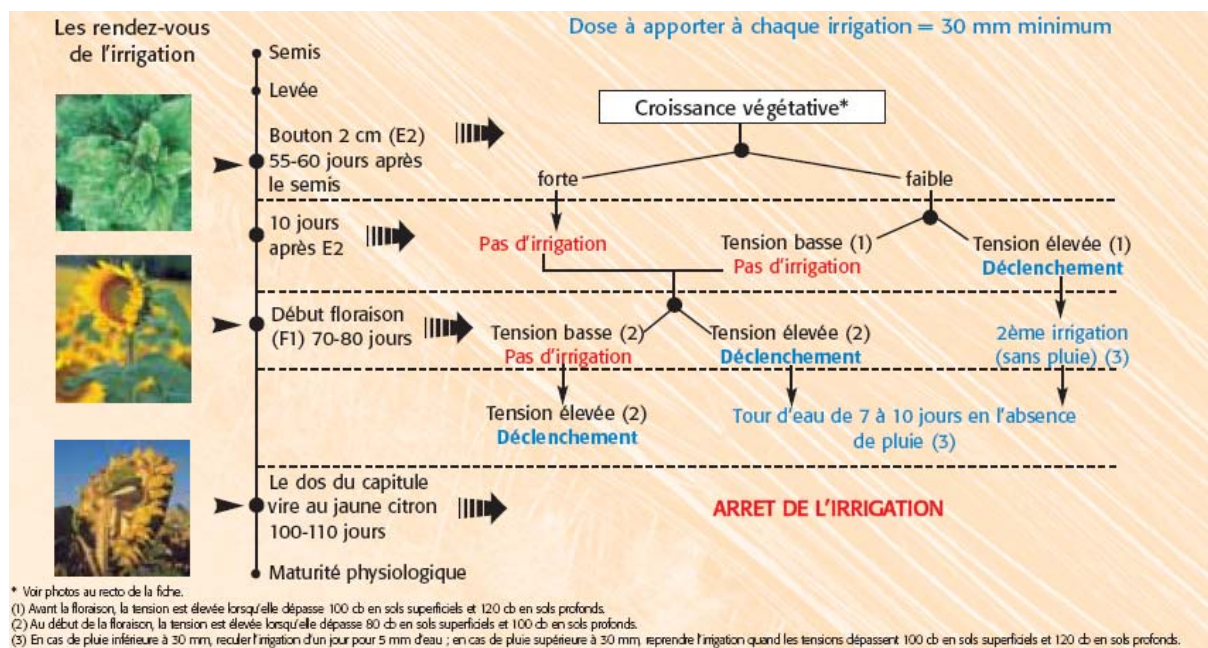 Les rendez-vous
de l'irrigation
Dose à apporter à chaque irrigation = 30 mm minimum
Semis
Levée
Croissance végétative*
Bouton 2 cm (E2)
55-60 jours après
le semis
forte
faible
10 jours
après E2
Pas d'irrigation
Tension basse (1)
Pas d'irrigation
Tension élevée (1)
Déclenchement
Début floraison
(F1) 70-80 jours
Tension basse (2)
Pas d'irrigation
Tension élevée (2)
Déclenchement
2ème irrigation
(sans pluie) (3)
Tension élevée (2)
Déclenchement
Tour d'eau de 7 à 10 jours en l'absence
de pluie (3)
Le dos du capitule
vire au jaune citron
100-110 jours
ARRET DE L'IRRIGATION
Maturité physiologique
* Voir photos au recto de la fiche.
(1) Avant la floraison, la tension est élevée lorsqu'elle dépasse 100 cb en sols superficiels et 120 cb en sols profonds.
(2) Au début de la floraison, la tension est élevée lorsqu'elle dépasse 80 cb en sols superficiels et 100 cb en sols profonds.
(3) En cas de pluie inférieure à 30 mm, reculer l'irrigation d'un jour pour 5 mm d'eau ; en cas de pluie supérieure à 30 mm, reprendre l'irrigation quand les tensions dépassent 100 cb en sols superficiels et 120 cb en sols profonds.